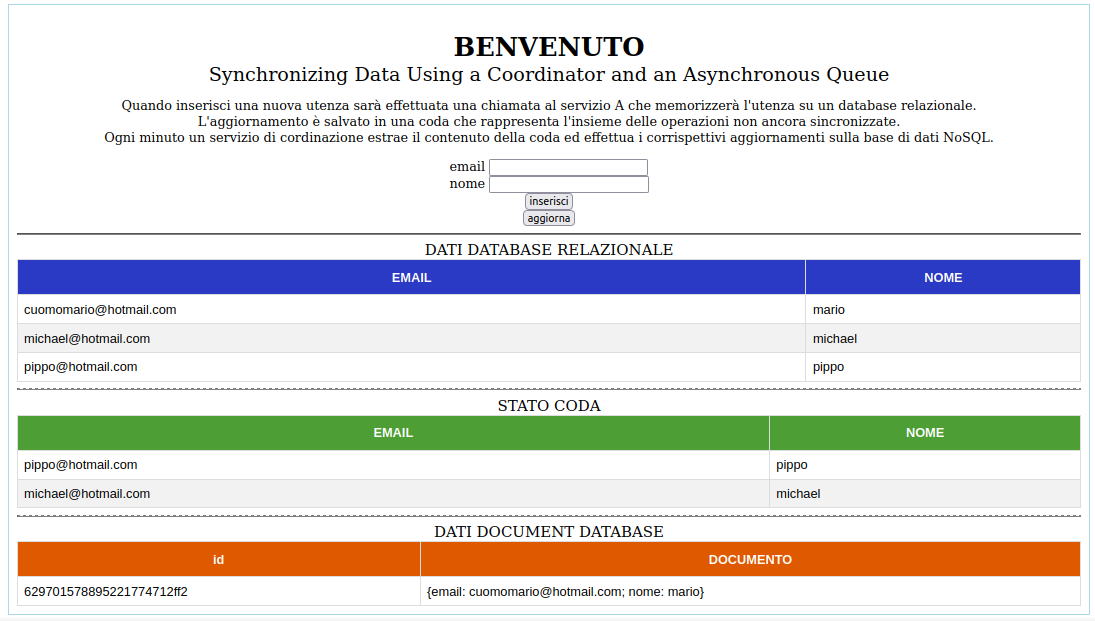 BENVENUTO
Synchronizing Data Using a Coordinator and an Asynchronous Queue
Quando inserisci una nuova utenza sarà effettuata una chiamata al servizio A che memorizzerà l'utenza su un database relazionale.
L'aggiornamento è salvato in una coda che rappresenta l'insieme delle operazioni non ancora sincronizzate.
Ogni minuto un servizio di cordinazione estrae il contenuto della coda ed effettua i corrispettivi aggiornamenti sulla base di dati NoSQL.
email
nome
inserisci
aggiorna
DATI DATABASE RELAZIONALE
EMAIL NOME
cuomomario@hotmail.com mario
michael@hotmail.com michael
pippo@hotmail.com pippo
STATO CODA
EMAIL NOME
pippo@hotmail.com pippo
michael@hotmail.com michael
DATI DOCUMENT DATABASE
id DOCUMENTO
629701578895221774712ff2 {email: cuomomario@hotmail.com; nome: mario}